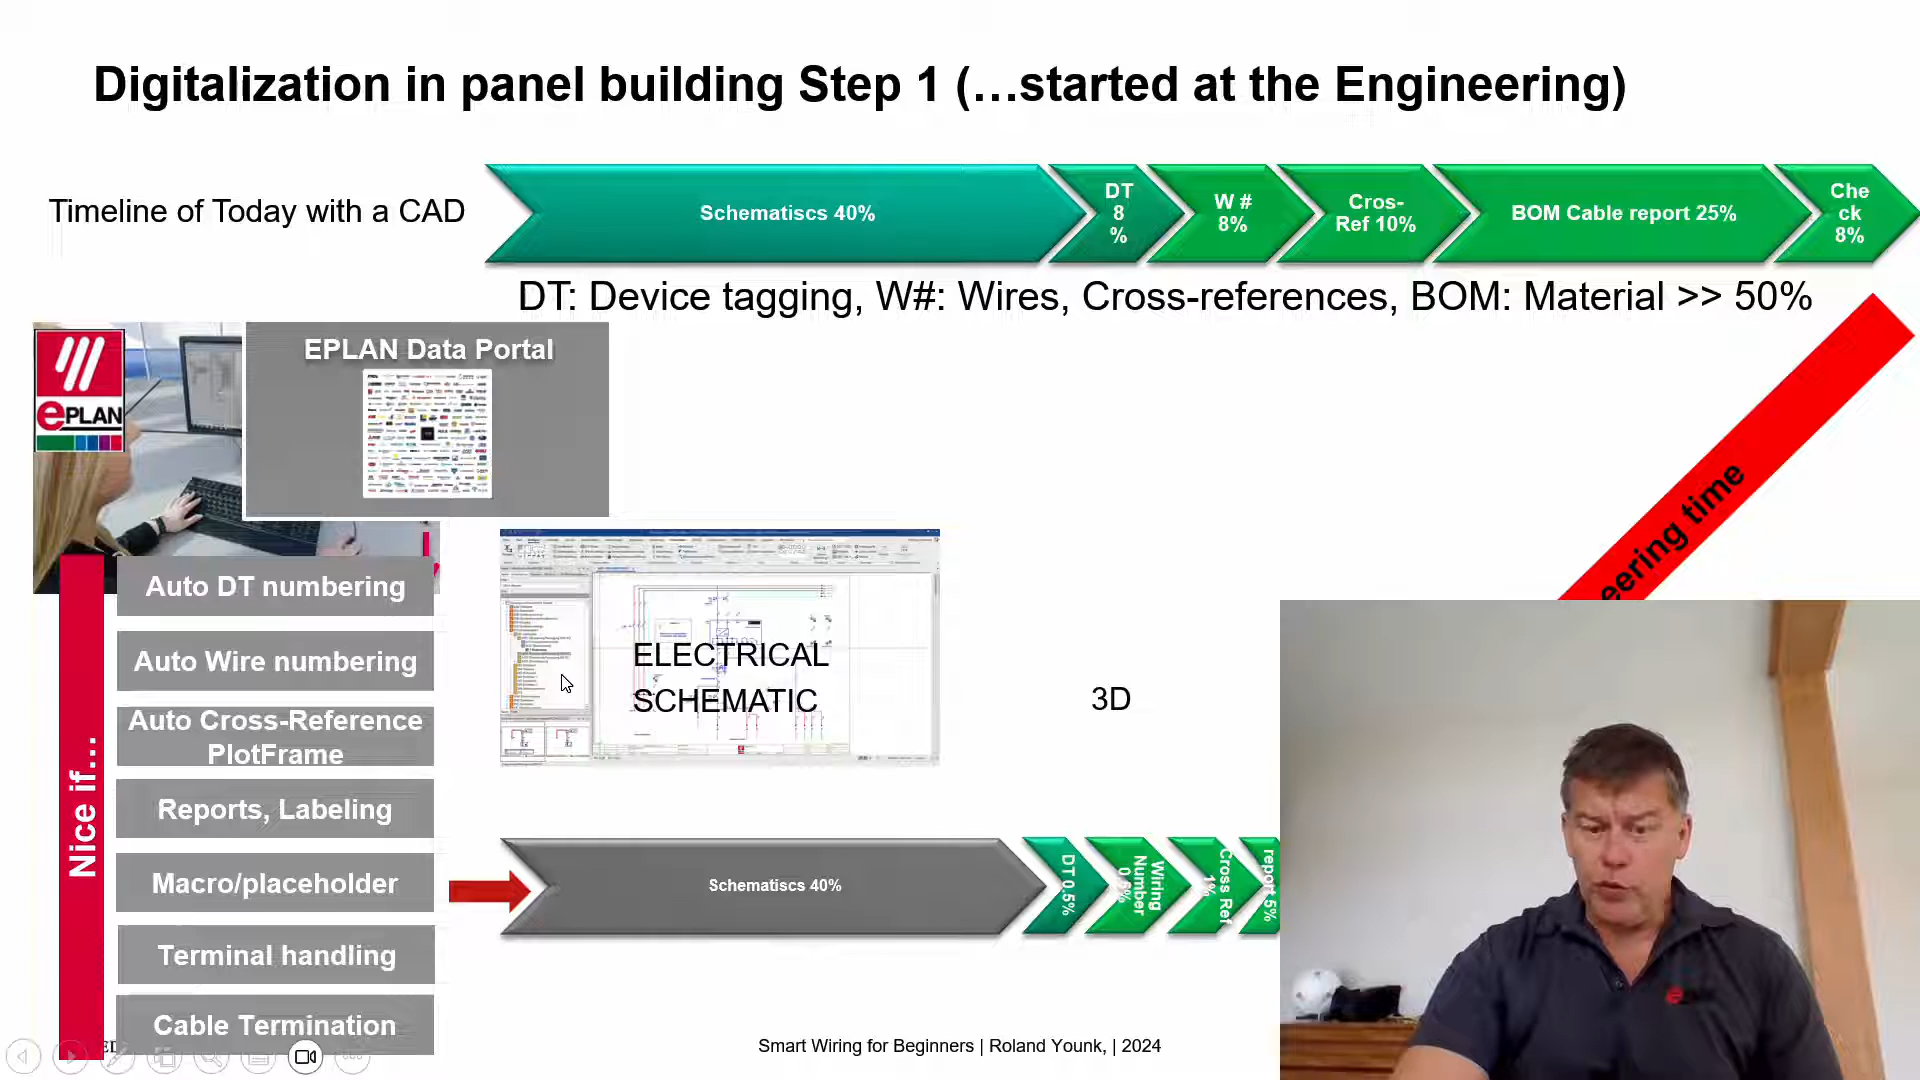 Digitalization in panel building Step 1 (…started at the Engineering)
Timeline of Today with a CAD
Schematiscs 40%
DT
8
%
W #
8%
Cros-
Ref 10%
BOM Cable report 25%
Che
ck
8%
DT: Device tagging, W#: Wires, Cross-references, BOM: Material >> 50%
ePLAN
EPLAN Data Portal
eering time
Nice if…
Auto DT numbering
Auto Wire numbering
Auto Cross-Reference
PlotFrame
Reports, Labeling
Macro/placeholder
Terminal handling
Cable Termination
ELECTRICAL
SCHEMATIC
3D
Schematiscs 40%
DT 0.5%
Wiring
Number
0.5%
Cross Ref
1%
report 5%
Smart Wiring for Beginners | Roland Younk, | 2024